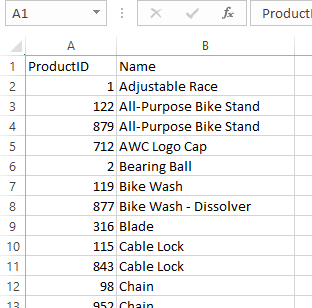 A1 fx ProductI
A B
1 ProductID Name
2 1 Adjustable Race
3 122 All-Purpose Bike Stand
4 879 All-Purpose Bike Stand
5 712 AWC Logo Cap
6 2 Bearing Ball
7 119 Bike Wash
8 877 Bike Wash - Dissolver
9 316 Blade
10 115 Cable Lock
11 843 Cable Lock
12 98 Chain
13 952 Chain